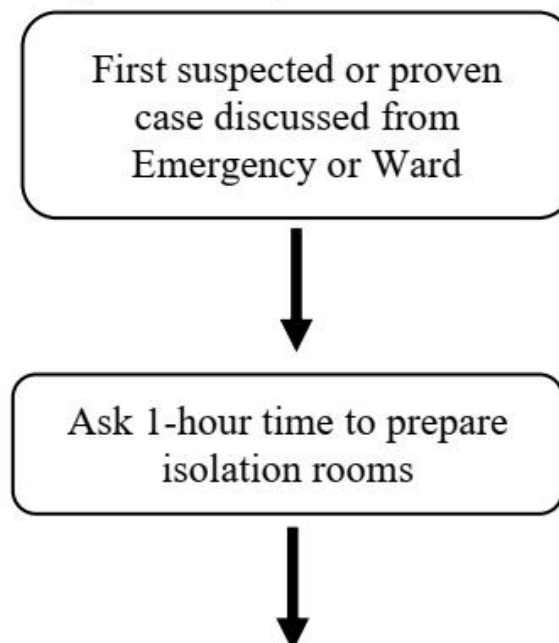 First suspected or proven
case discussed from
Emergency or Ward
Ask 1-hour time to prepare
isolation rooms